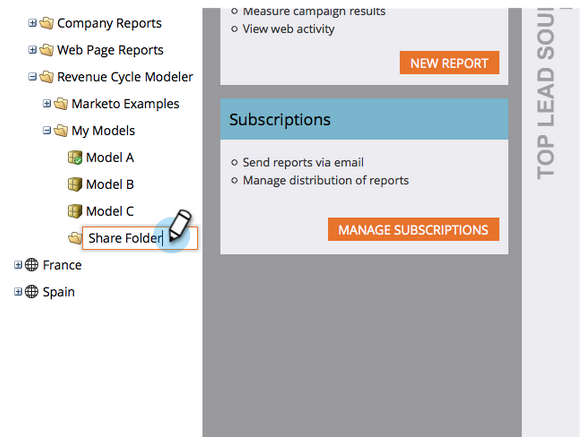 Company Reports
Web Page Reports
Revenue Cycle Modeler
Marketo Examples
My Models
Model A
Model B
Model C
Share Folder
France
Spain
Measure campaign results
View web activity
NEW REPORT
Subscriptions
Send reports via email
Manage distribution of reports
MANAGE SUBSCRIPTIONS
TOP LEAD